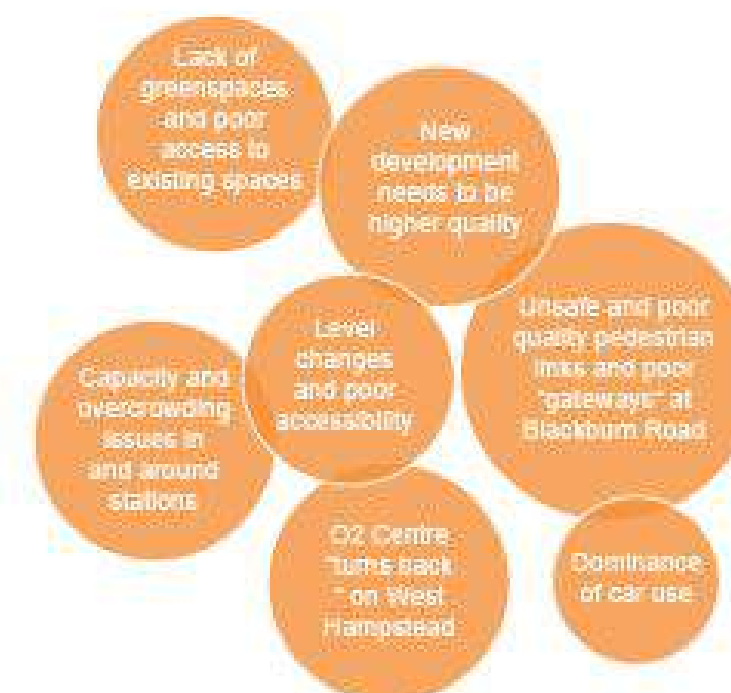 Lack of
greenspaces
and poor
access to
existing spaces
New
development
needs to be
higher quality
Unsafe and poor
quality pedestrian
links and poor
"gateways" at
Blackburn Road
Level
changes
and poor
accessibility
Capacity and
overcrowding
issues in
and around
stations
O2 Centre
"turns back
" on West
Hampstead
Dominance
of car use